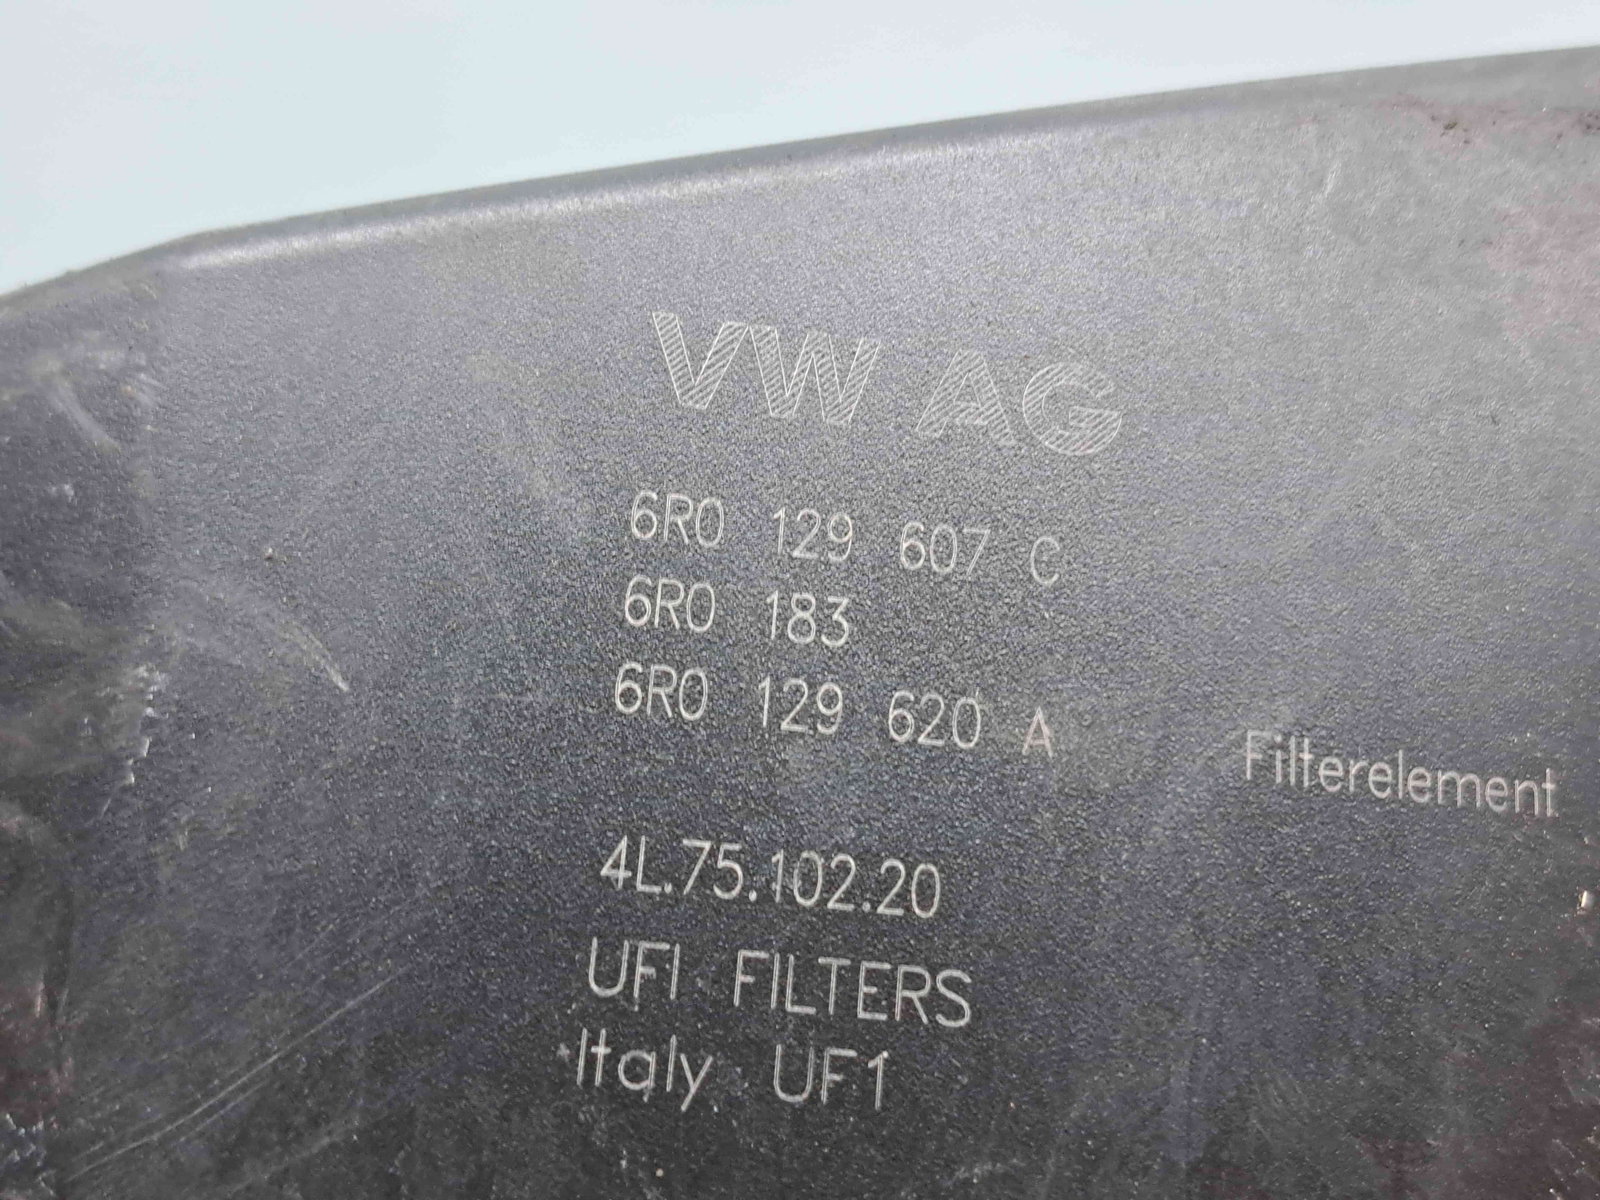 VW AG
6R0 129 607 C
6R0 183
6R0 129 620 A Filterelement
4L.75.102.20
UFI FILTERS
Italy UF1